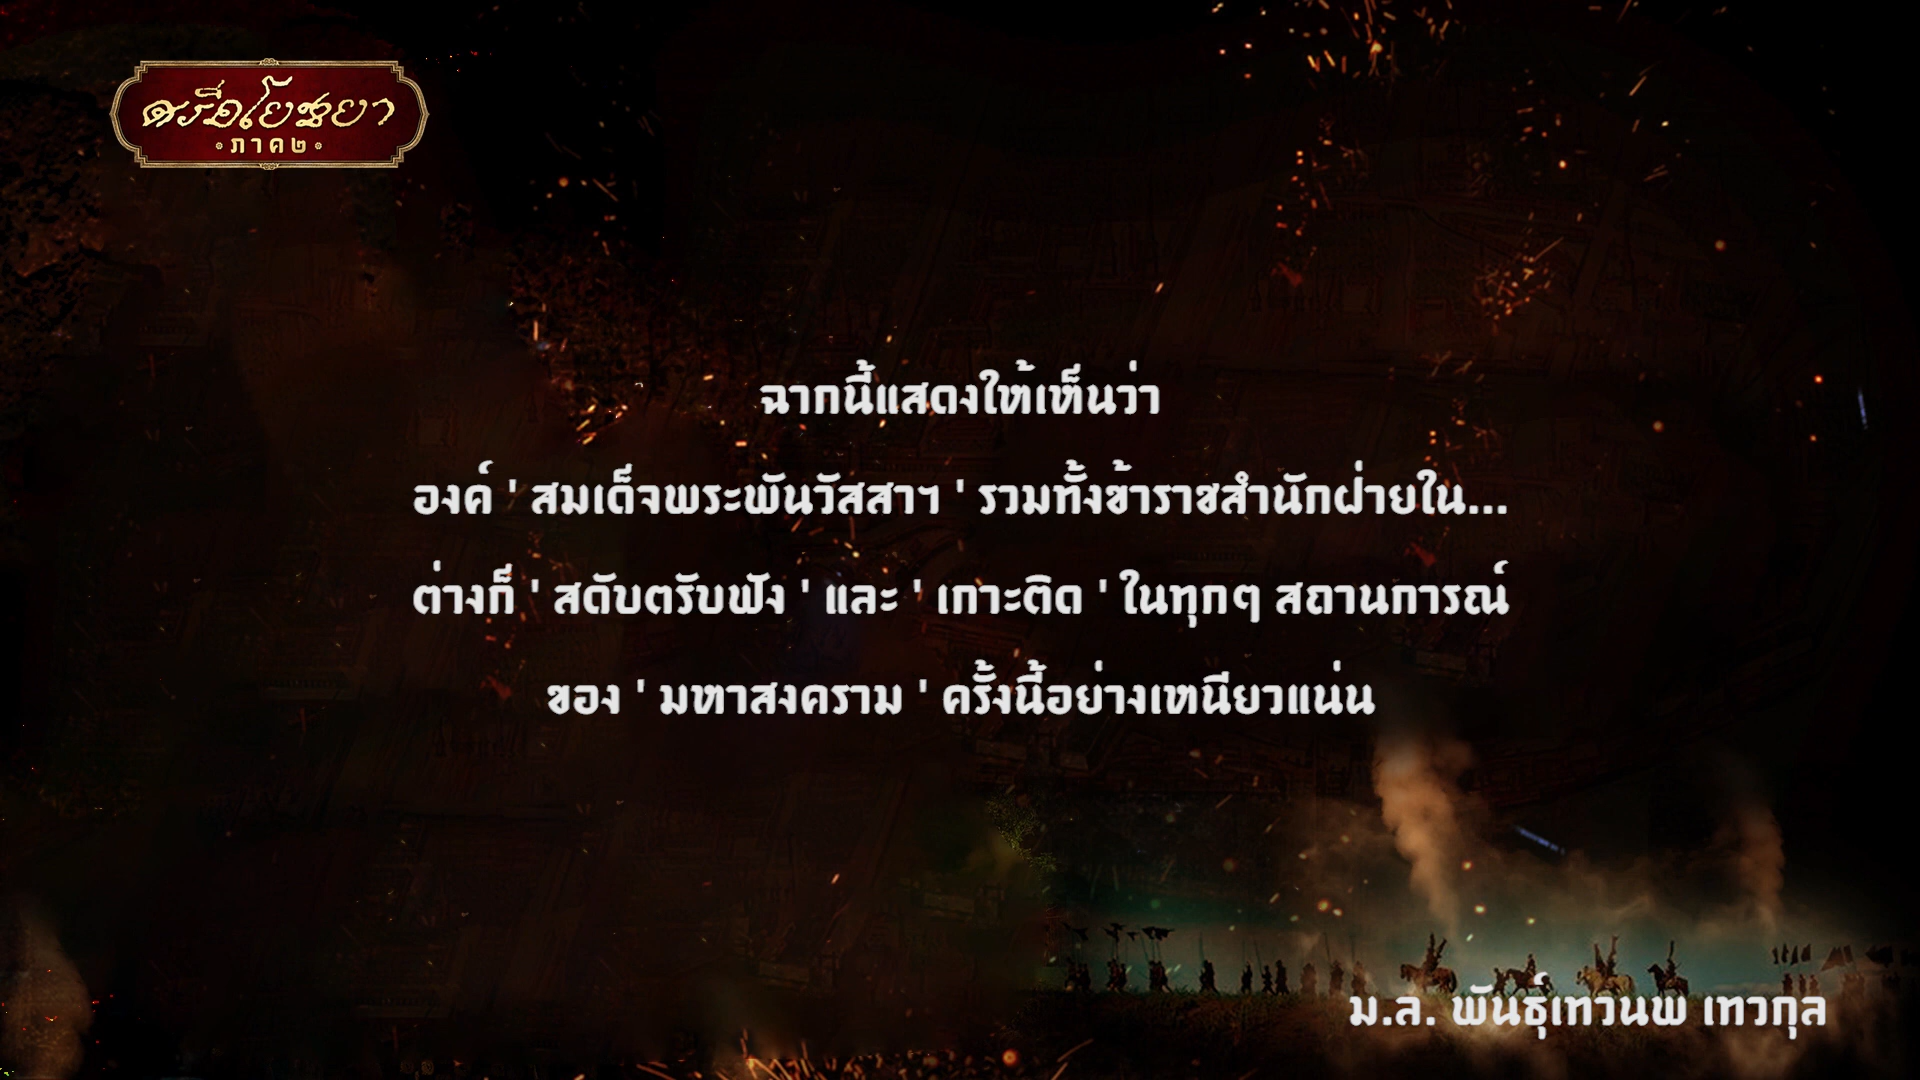 ศรีอโยธยา
•ภาค๒•
ฉากนี้แสดงให้เห็นว่า
องค์ ' สมเด็จพระพันวัสสาฯ ' รวมทั้งข้าราชสำนักฝ่ายใน...
ต่างก็ ' สดับตรับฟัง ' และ ' เกาะติด ' ในทุกๆ สถานการณ์
ของ ' มหาสงคราม ' ครั้งนี้อย่างเหนียวแน่น
ม.ล. พันธุ์เทวนพ เทวกุล